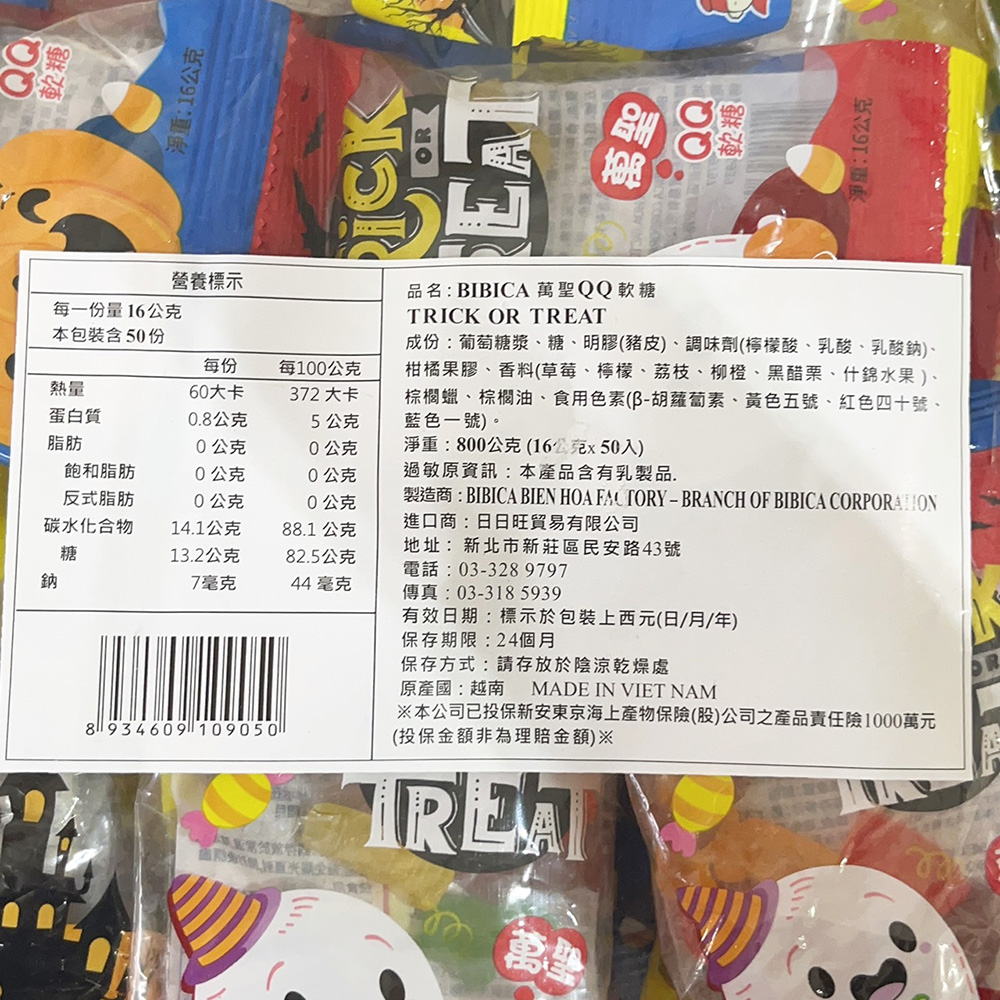 QQ
軟糖
淨重:16公克
TRICK
OR
TREAT
萬聖
QQ
軟糖
淨重:16公克
營養標示
每一份量 16 公克
本包裝含 50 份
每份 每100公克
熱量 60大卡 372 大卡
蛋白質 0.8公克 5 公克
脂肪 0 公克 0 公克
飽和脂肪 0 公克 0 公克
反式脂肪 0 公克 0 公克
碳水化合物 14.1公克 88.1 公克
糖 13.2公克 82.5公克
鈉 7毫克 44 毫克
8 934609 109050
品名:BIBICA 萬聖QQ 軟糖
TRICK OR TREAT
成份:葡萄糖漿、糖、明膠(豬皮)、調味劑(檸檬酸、乳酸、乳酸鈉)、
柑橘果膠、香料(草莓、檸檬、荔枝、柳橙、黑醋栗、什錦水果)、
棕櫚蠟、棕櫚油、食用色素(β-胡蘿蔔素、黃色五號、紅色四十號、
藍色一號)。
淨重:800公克 (16公克x 50入)
過敏原資訊:本產品含有乳製品.
製造商:BIBICA BIEN HOA FACTORY – BRANCH OF BIBICA CORPORATION
進口商:日日旺貿易有限公司
地址: 新北市新莊區民安路43號
電話:03-328 9797
傳真:03-318 5939
有效日期:標示於包裝上西元(日/月/年)
保存期限:24個月
保存方式:請存放於陰涼乾燥處
原產國:越南 MADE IN VIET NAM
※本公司已投保新安東京海上產物保險(股)公司之產品責任險1000萬元
(投保金額非為理賠金額)※
TREAT
萬聖